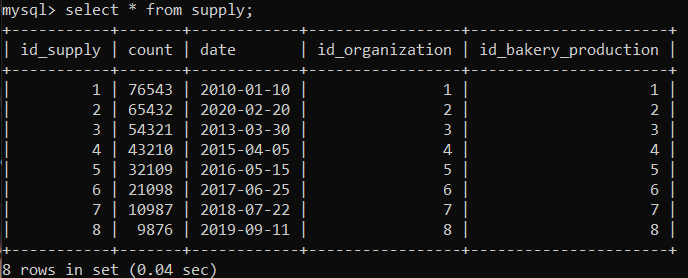 mysql> select * from supply;
+-----------+-------+------------+-----------------+----------------------+
| id_supply | count | date       | id_organization | id_bakery_production |
+-----------+-------+------------+-----------------+----------------------+
|         1 | 76543 | 2010-01-10 |               1 |                    1 |
|         2 | 65432 | 2020-02-20 |               2 |                    2 |
|         3 | 54321 | 2013-03-30 |               3 |                    3 |
|         4 | 43210 | 2015-04-05 |               4 |                    4 |
|         5 | 32109 | 2016-05-15 |               5 |                    5 |
|         6 | 21098 | 2017-06-25 |               6 |                    6 |
|         7 | 10987 | 2018-07-22 |               7 |                    7 |
|         8 |  9876 | 2019-09-11 |               8 |                    8 |
+-----------+-------+------------+-----------------+----------------------+
8 rows in set (0.04 sec)